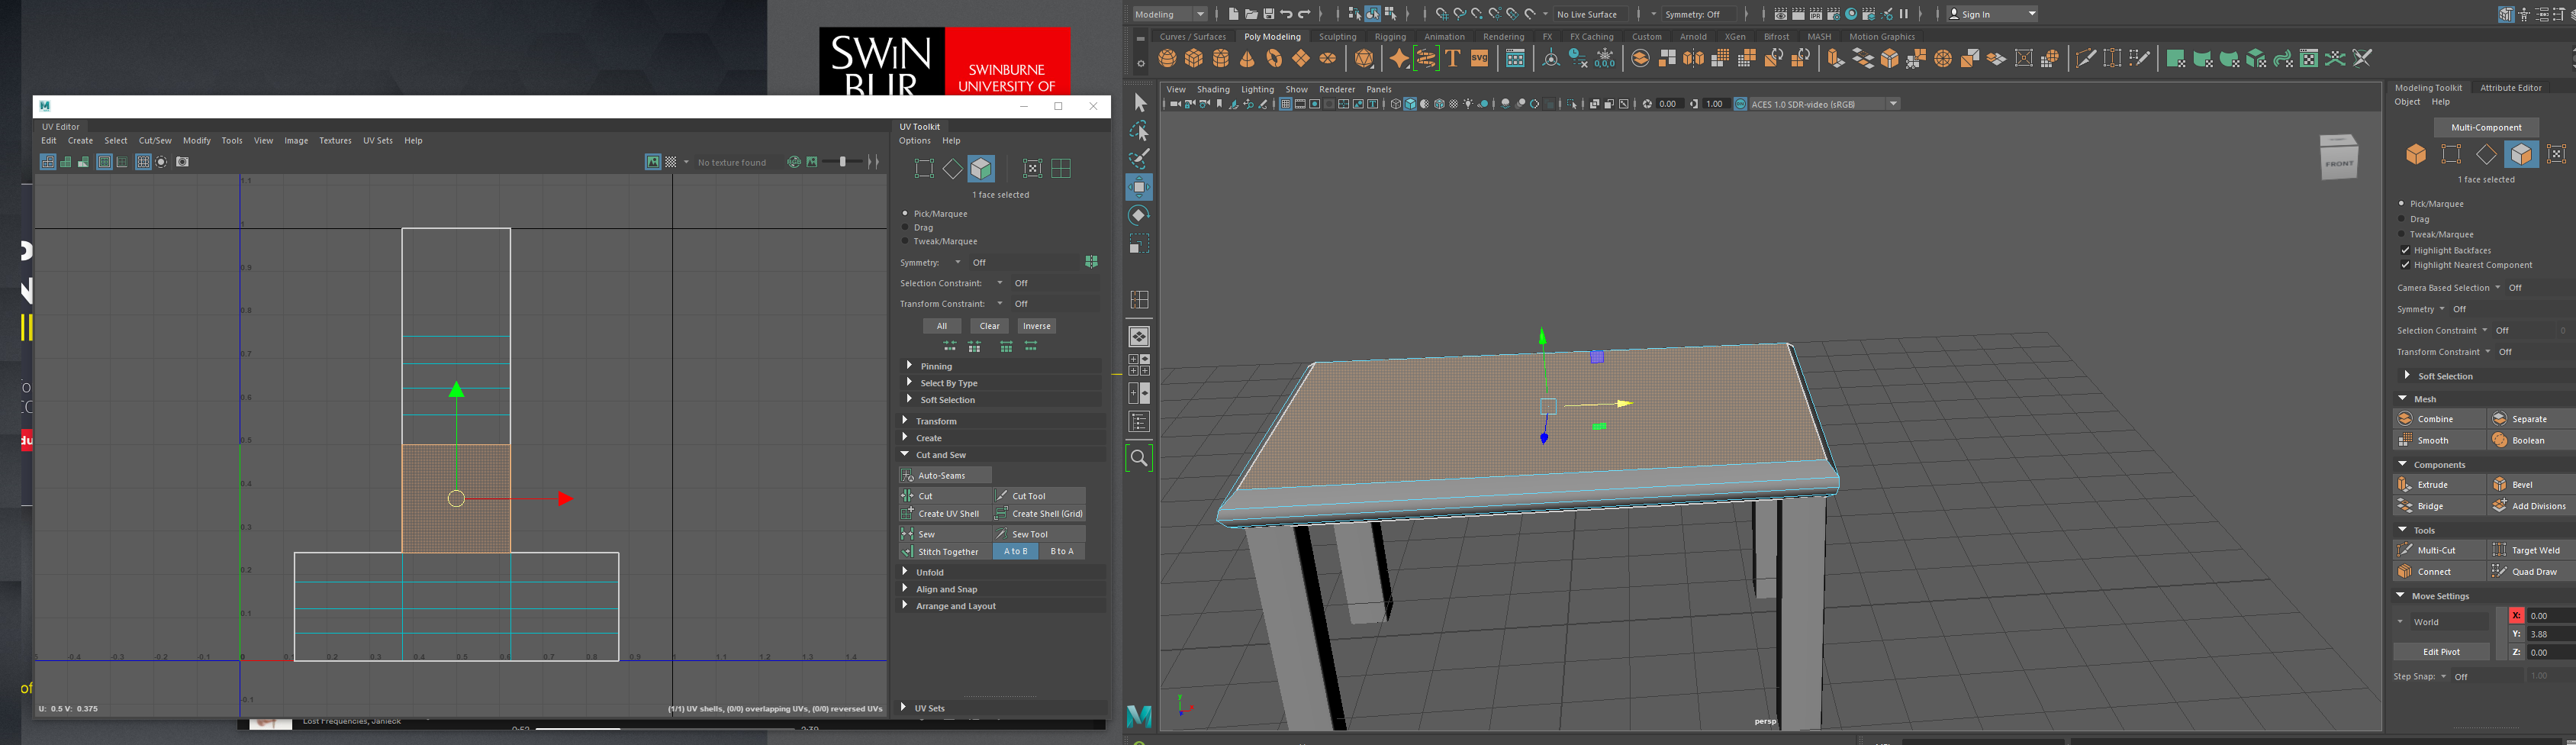 SWIN
BUR
SWINBURNE
UNIVERSITY OF
UV Editor
Edit Create Select Cut/Sew Modify Tools View Image Textures UV Sets Help
No texture found
1.1
1
0.9
0.8
0.7
0.6
0.5
0.4
0.3
0.2
0.1
-0.4 -0.3 -0.2 -0.1 0 0.2 0.3 0.4 0.5 0.7 0.8 0.9 1 1.1 1.2 1.3 1.4
-0.1
U: 0.5 V: 0.375
(1/1) UV shells, (0/0) overlapping UVs, (0/0) reversed UVs
UV Toolkit
Options Help
1 face selected
Pick/Marquee
Drag
Tweak/Marquee
Symmetry: Off
Selection Constraint: Off
Transform Constraint: Off
All Clear Inverse
Pinning
Select By Type
Soft Selection
Transform
Create
Cut and Sew
Auto-Seams
Cut Cut Tool
Create UV Shell Create Shell (Grid)
Sew Sew Tool
Stitch Together A to B B to A
Unfold
Align and Snap
Arrange and Layout
UV Sets
Lost Frequencies, Janieck
0:52 2:39
Modeling No Live Surface Symmetry: Off Sign In
Curves / Surfaces Poly Modeling Sculpting Rigging Animation Rendering FX FX Caching Custom Arnold XGen Bifrost MASH Motion Graphics
View Shading Lighting Show Renderer Panels
0.00 1.00 ACES 1.0 SDR-video (sRGB)
FRONT
persp
Modeling Toolkit Attribute Editor
Object Help
Multi-Component
1 face selected
Pick/Marquee
Drag
Tweak/Marquee
Highlight Backfaces
Highlight Nearest Component
Camera Based Selection Off
Symmetry Off
Selection Constraint Off 0
Transform Constraint Off
Soft Selection
Mesh
Combine Separate
Smooth Boolean
Components
Extrude Bevel
Bridge Add Divisions
Tools
Multi-Cut Target Weld
Connect Quad Draw
Move Settings
World
X: 0.00
Y: 3.88
Edit Pivot Z: 0.00
Step Snap: Off 1.00